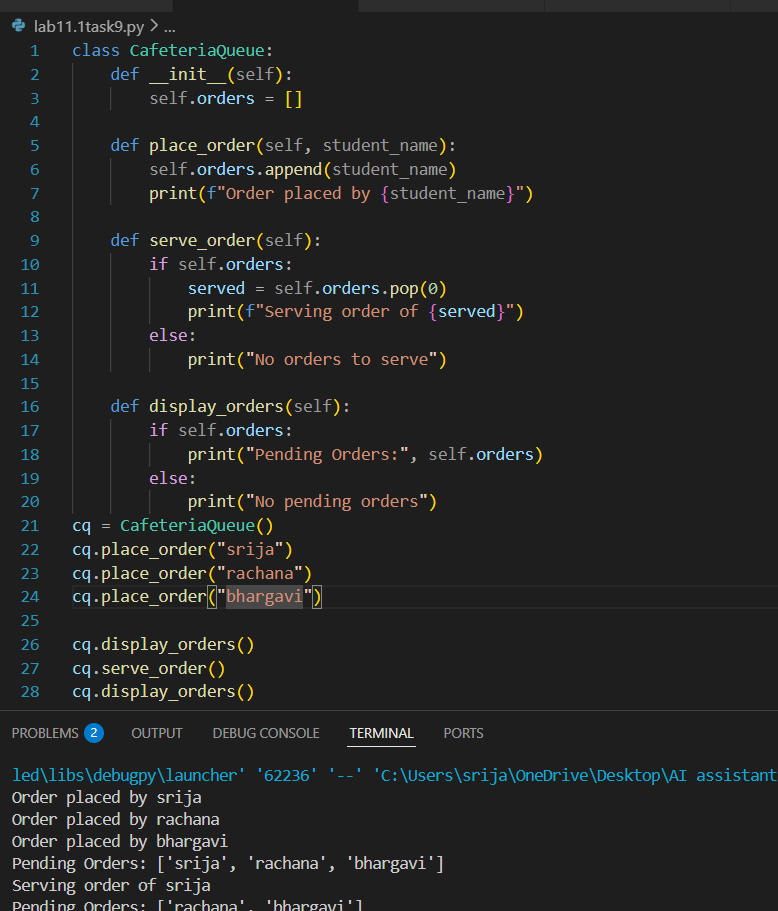 lab11.1task9.py > ...
1 class CafeteriaQueue:
2     def __init__(self):
3         self.orders = []
4
5     def place_order(self, student_name):
6         self.orders.append(student_name)
7         print(f"Order placed by {student_name}")
8
9     def serve_order(self):
10         if self.orders:
11             served = self.orders.pop(0)
12             print(f"Serving order of {served}")
13         else:
14             print("No orders to serve")
15
16     def display_orders(self):
17         if self.orders:
18             print("Pending Orders:", self.orders)
19         else:
20             print("No pending orders")
21 cq = CafeteriaQueue()
22 cq.place_order("srija")
23 cq.place_order("rachana")
24 cq.place_order("bhargavi")
25
26 cq.display_orders()
27 cq.serve_order()
28 cq.display_orders()
PROBLEMS 2 OUTPUT DEBUG CONSOLE TERMINAL PORTS
led\libs\debugpy\launcher' '62236' '--' 'C:\Users\srija\OneDrive\Desktop\AI assistant
Order placed by srija
Order placed by rachana
Order placed by bhargavi
Pending Orders: ['srija', 'rachana', 'bhargavi']
Serving order of srija
Pending Orders: ['rachana', 'bhargavi']